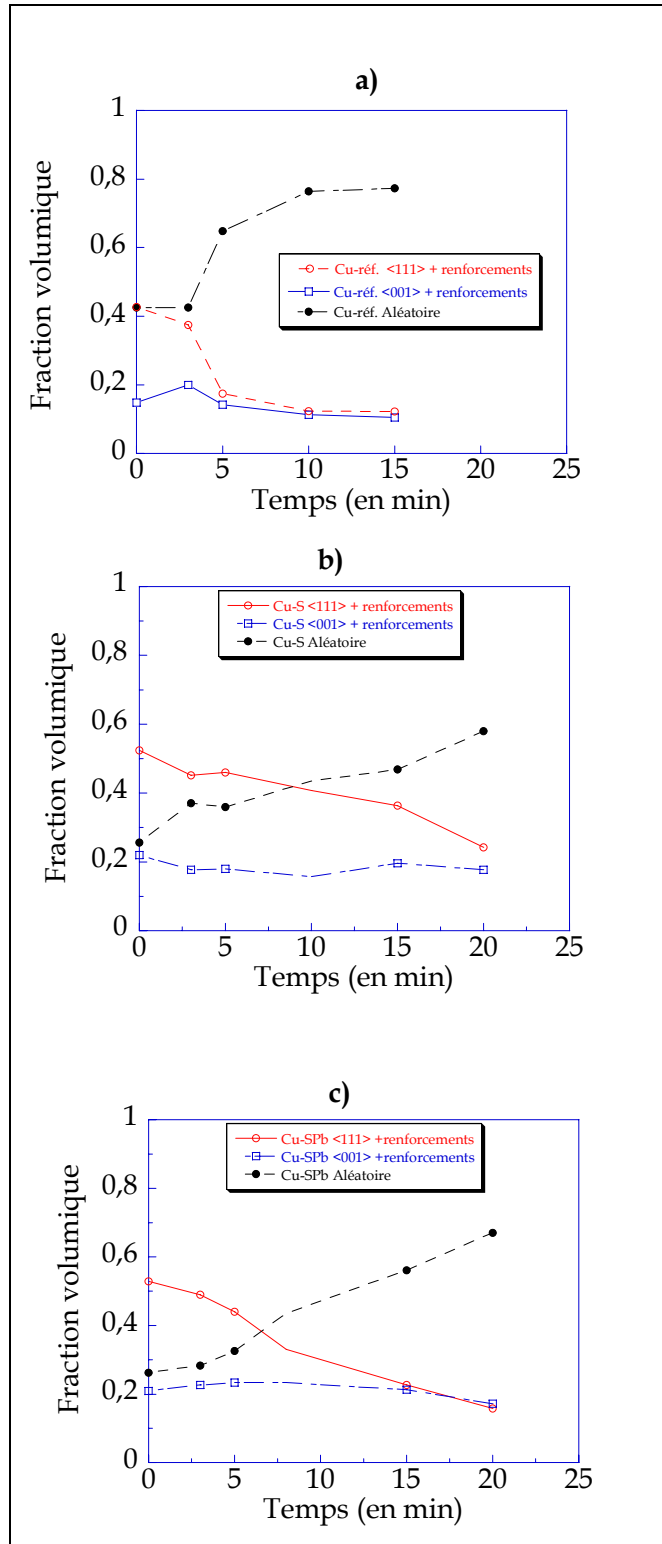 a)
1
0,8
0,6
0,4
0,2
0
Fraction volumique
Cu-réf. <111> + renforcements
Cu-réf. <001> + renforcements
Cu-réf. Aléatoire
0 5 10 15 20 25
Temps (en min)
b)
1
0,8
0,6
0,4
0,2
0
Fraction volumique
Cu-S <111> + renforcements
Cu-S <001> + renforcements
Cu-S Aléatoire
0 5 10 15 20 25
Temps (en min)
c)
1
0,8
0,6
0,4
0,2
0
Fraction volumique
Cu-SPb <111> +renforcements
Cu-SPb <001> +renforcements
Cu-SPb Aléatoire
0 5 10 15 20 25
Temps (en min)